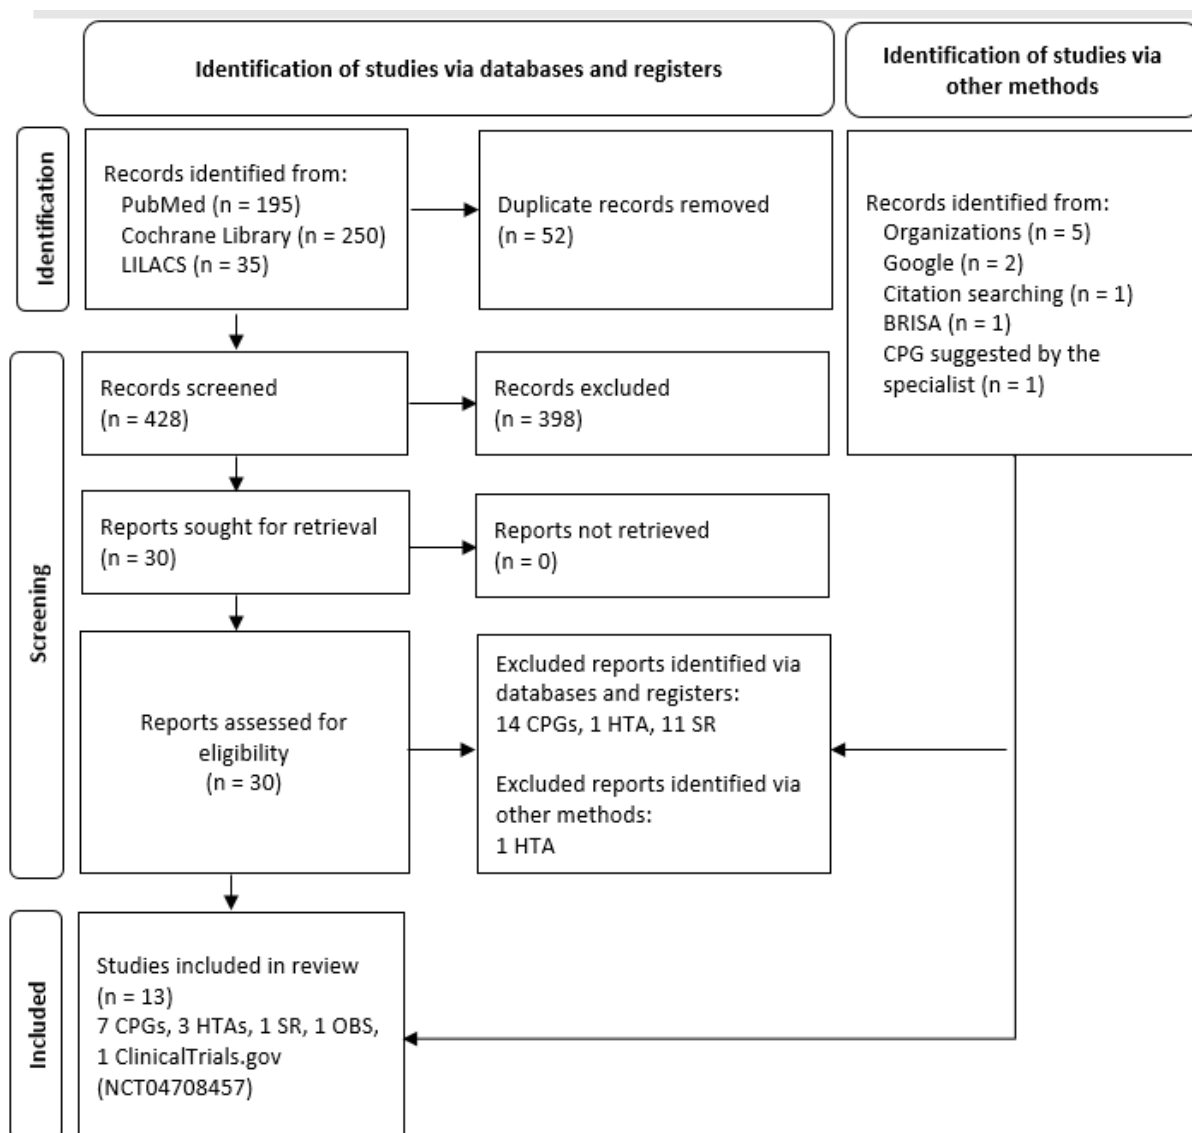 Identification of studies via databases and registers
Identification of studies via
other methods
Identification
Records identified from:
PubMed (n = 195)
Cochrane Library (n = 250)
LILACS (n = 35)
Duplicate records removed
(n = 52)
Records identified from:
Organizations (n = 5)
Google (n = 2)
Citation searching (n = 1)
BRISA (n = 1)
CPG suggested by the
specialist (n = 1)
Screening
Records screened
(n = 428)
Records excluded
(n = 398)
Reports sought for retrieval
(n = 30)
Reports not retrieved
(n = 0)
Reports assessed for
eligibility
(n = 30)
Excluded reports identified via
databases and registers:
14 CPGs, 1 HTA, 11 SR
Excluded reports identified via
other methods:
1 HTA
Included
Studies included in review
(n = 13)
7 CPGs, 3 HTAs, 1 SR, 1 OBS,
1 ClinicalTrials.gov
(NCT04708457)